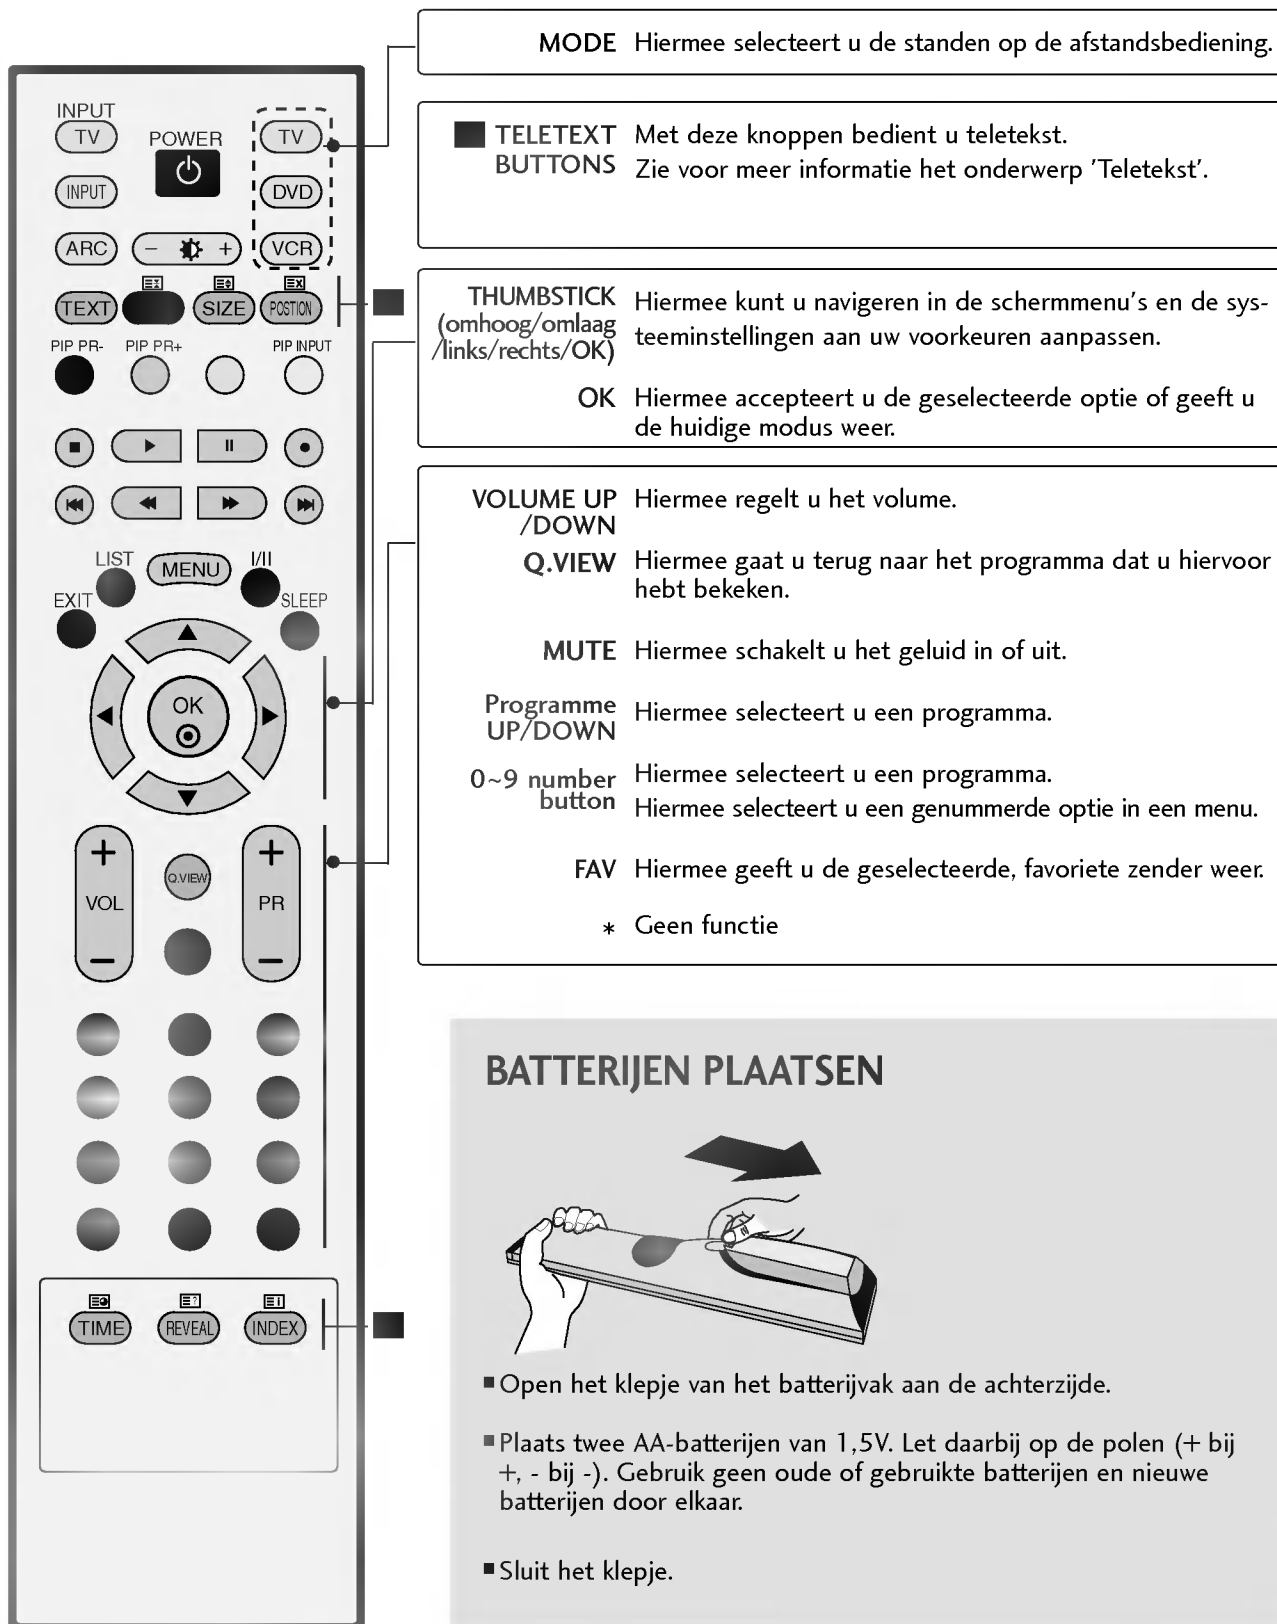 INPUT
TV
POWER
TV
INPUT
DVD
ARC
- +
VCR
TEXT
SIZE
POSTION
PIP PR-
PIP PR+
PIP INPUT
LIST
MENU
I/II
EXIT
SLEEP
OK
+
VOL
-
Q.VIEW
+
PR
-
TIME
REVEAL
INDEX
MODE Hiermee selecteert u de standen op de afstandsbediening.
TELETEXT Met deze knoppen bedient u teletekst.
BUTTONS Zie voor meer informatie het onderwerp 'Teletekst'.
THUMBSTICK Hiermee kunt u navigeren in de schermmenu's en de sys-
(omhoog/omlaag teeminstellingen aan uw voorkeuren aanpassen.
/links/rechts/OK)
OK Hiermee accepteert u de geselecteerde optie of geeft u
de huidige modus weer.
VOLUME UP Hiermee regelt u het volume.
/DOWN
Q.VIEW Hiermee gaat u terug naar het programma dat u hiervoor
hebt bekeken.
MUTE Hiermee schakelt u het geluid in of uit.
Programme Hiermee selecteert u een programma.
UP/DOWN
0~9 number Hiermee selecteert u een programma.
button Hiermee selecteert u een genummerde optie in een menu.
FAV Hiermee geeft u de geselecteerde, favoriete zender weer.
* Geen functie
BATTERIJEN PLAATSEN
■ Open het klepje van het batterijvak aan de achterzijde.
■ Plaats twee AA-batterijen van 1,5V. Let daarbij op de polen (+ bij
+, - bij -). Gebruik geen oude of gebruikte batterijen en nieuwe
batterijen door elkaar.
■ Sluit het klepje.